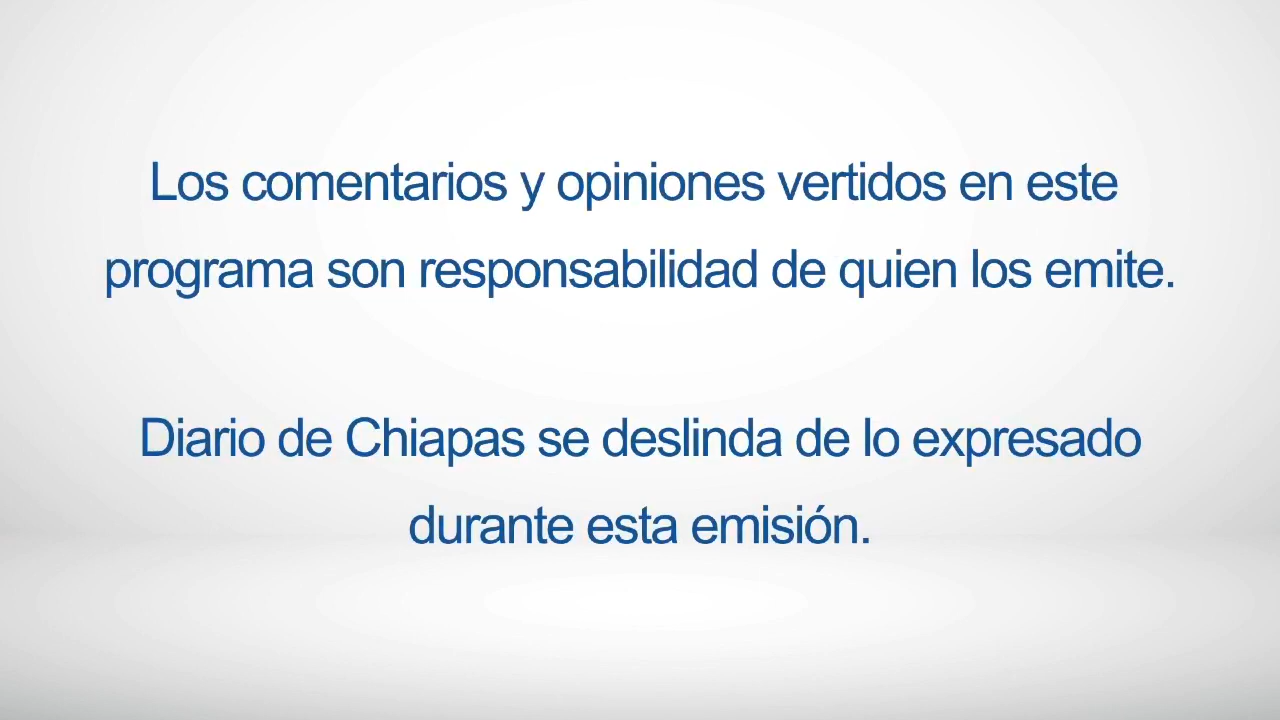 Los comentarios y opiniones vertidos en este
programa son responsabilidad de quien los emite.
Diario de Chiapas se deslinda de lo expresado
durante esta emisión.